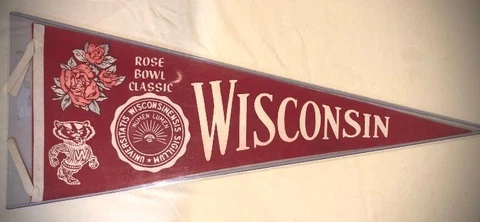 ROSE
BOWL
CLASSIC
WISCONSIN
UNIVERSITATIS WISCONSINENSIS SIGILLUM
NUMEN LUMEN
W